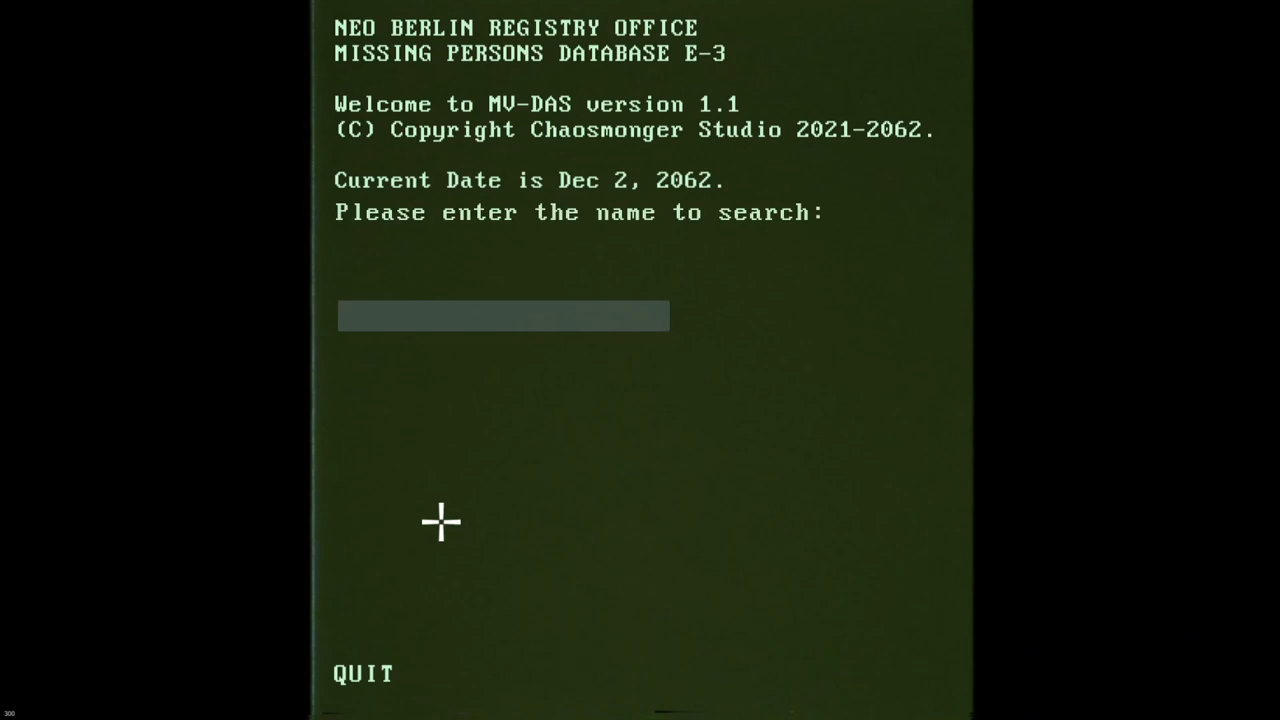 NEO BERLIN REGISTRY OFFICE
MISSING PERSONS DATABASE E-3
Welcome to MV-DAS version 1.1
(C) Copyright Chaosmonger Studio 2021-2062.
Current Date is Dec 2, 2062.
Please enter the name to search:
QUIT
300